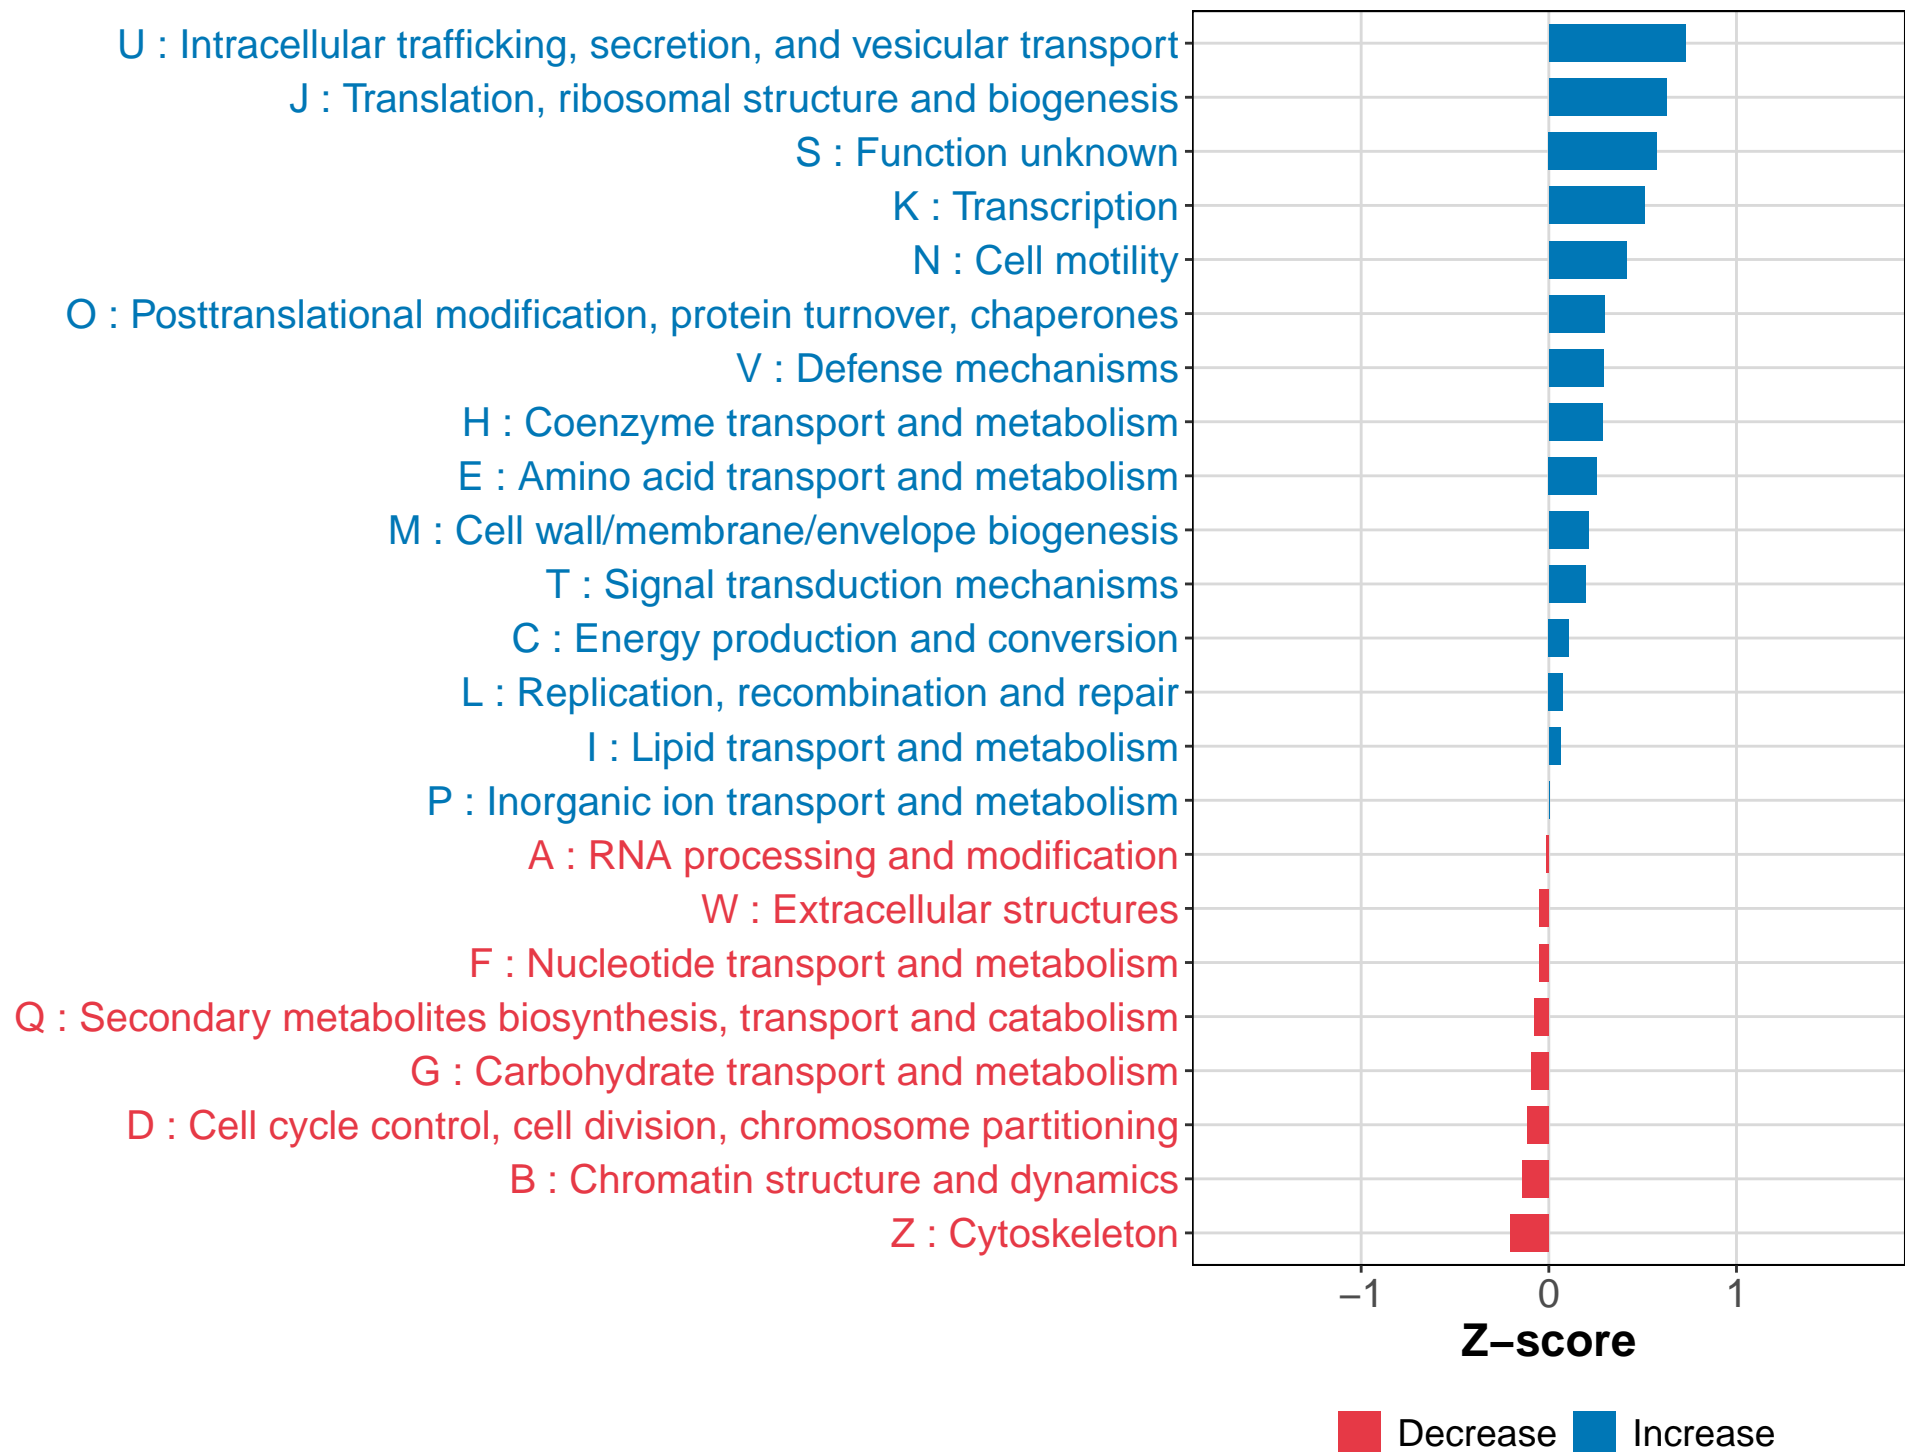 U : Intracellular trafficking, secretion, and vesicular transport
J : Translation, ribosomal structure and biogenesis
S : Function unknown
K : Transcription
N : Cell motility
O : Posttranslational modification, protein turnover, chaperones
V : Defense mechanisms
H : Coenzyme transport and metabolism
E : Amino acid transport and metabolism
M : Cell wall/membrane/envelope biogenesis
T : Signal transduction mechanisms
C : Energy production and conversion
L : Replication, recombination and repair
I : Lipid transport and metabolism
P : Inorganic ion transport and metabolism
A : RNA processing and modification
W : Extracellular structures
F : Nucleotide transport and metabolism
Q : Secondary metabolites biosynthesis, transport and catabolism
G : Carbohydrate transport and metabolism
D : Cell cycle control, cell division, chromosome partitioning
B : Chromatin structure and dynamics
Z : Cytoskeleton
−1 0 1
Z−score
Decrease Increase